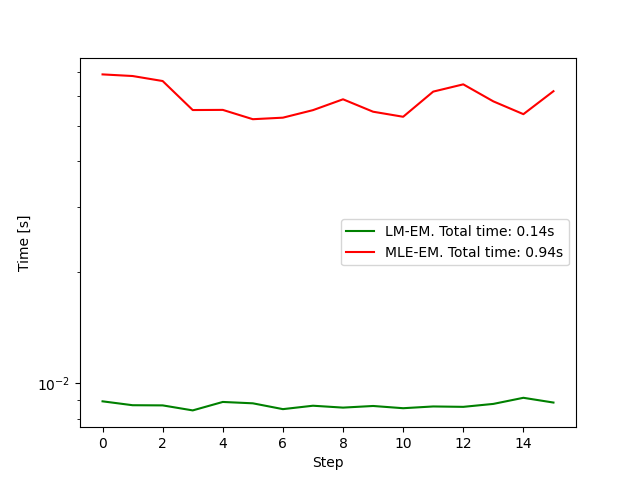 Time [s]
10⁻²
LM-EM. Total time: 0.14s
MLE-EM. Total time: 0.94s
0 2 4 6 8 10 12 14
Step